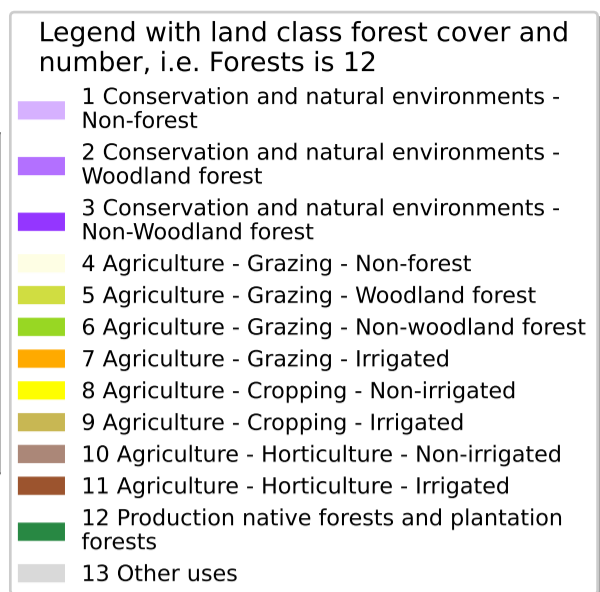 Legend with land class forest cover and
number, i.e. Forests is 12
1 Conservation and natural environments -
Non-forest
2 Conservation and natural environments -
Woodland forest
3 Conservation and natural environments -
Non-Woodland forest
4 Agriculture - Grazing - Non-forest
5 Agriculture - Grazing - Woodland forest
6 Agriculture - Grazing - Non-woodland forest
7 Agriculture - Grazing - Irrigated
8 Agriculture - Cropping - Non-irrigated
9 Agriculture - Cropping - Irrigated
10 Agriculture - Horticulture - Non-irrigated
11 Agriculture - Horticulture - Irrigated
12 Production native forests and plantation
forests
13 Other uses